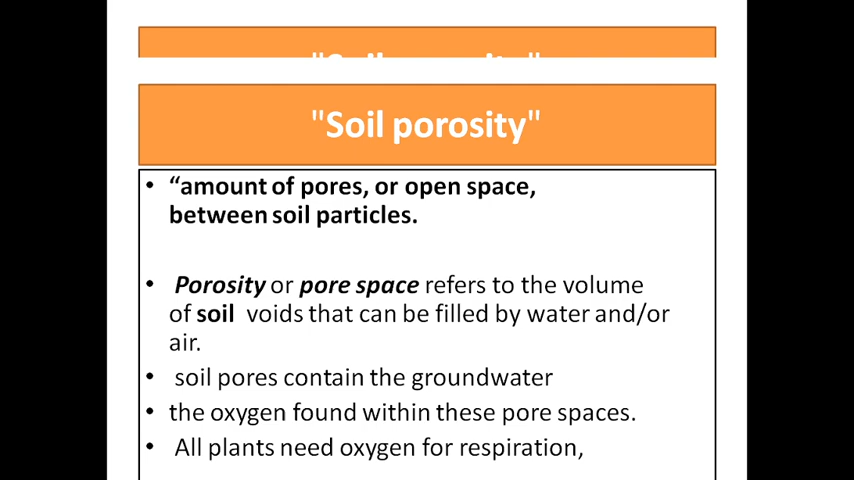 "Soil porosity"
"Soil porosity"
• “amount of pores, or open space,
between soil particles.
• Porosity or pore space refers to the volume
of soil voids that can be filled by water and/or
air.
• soil pores contain the groundwater
• the oxygen found within these pore spaces.
• All plants need oxygen for respiration,